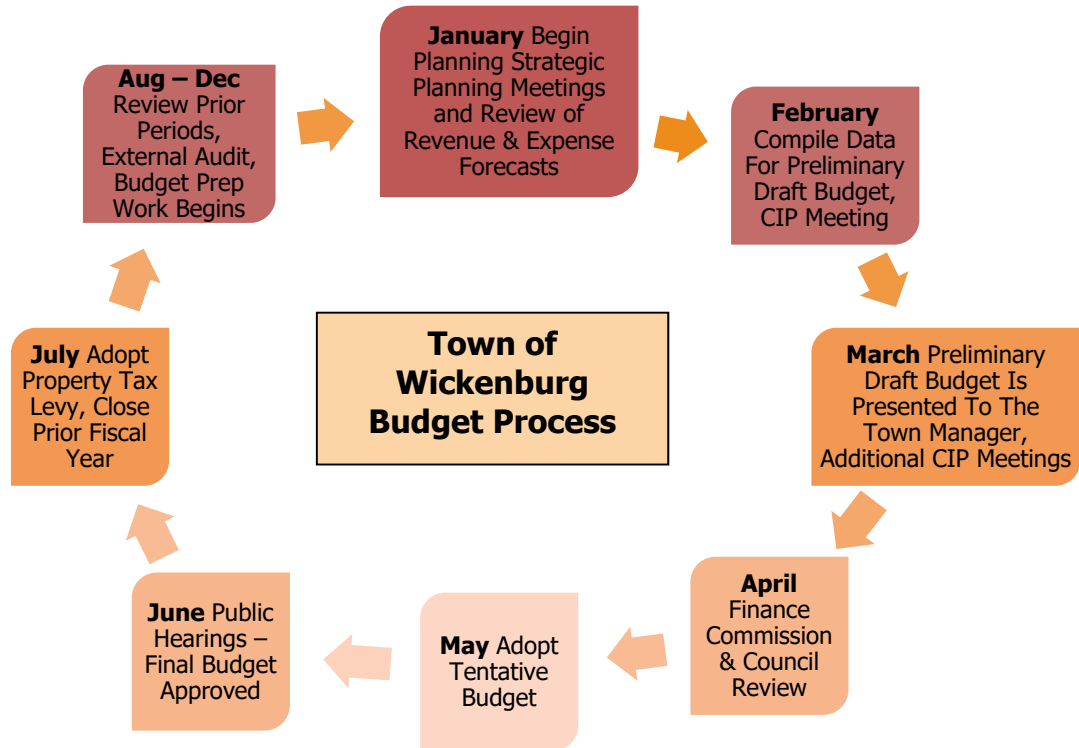 January Begin
Planning Strategic
Planning Meetings
and Review of
Revenue & Expense
Forecasts
February
Compile Data
For Preliminary
Draft Budget,
CIP Meeting
March Preliminary
Draft Budget Is
Presented To The
Town Manager,
Additional CIP Meetings
April
Finance
Commission
& Council
Review
May Adopt
Tentative
Budget
June Public
Hearings –
Final Budget
Approved
July Adopt
Property Tax
Levy, Close
Prior Fiscal
Year
Aug – Dec
Review Prior
Periods,
External Audit,
Budget Prep
Work Begins
Town of
Wickenburg
Budget Process